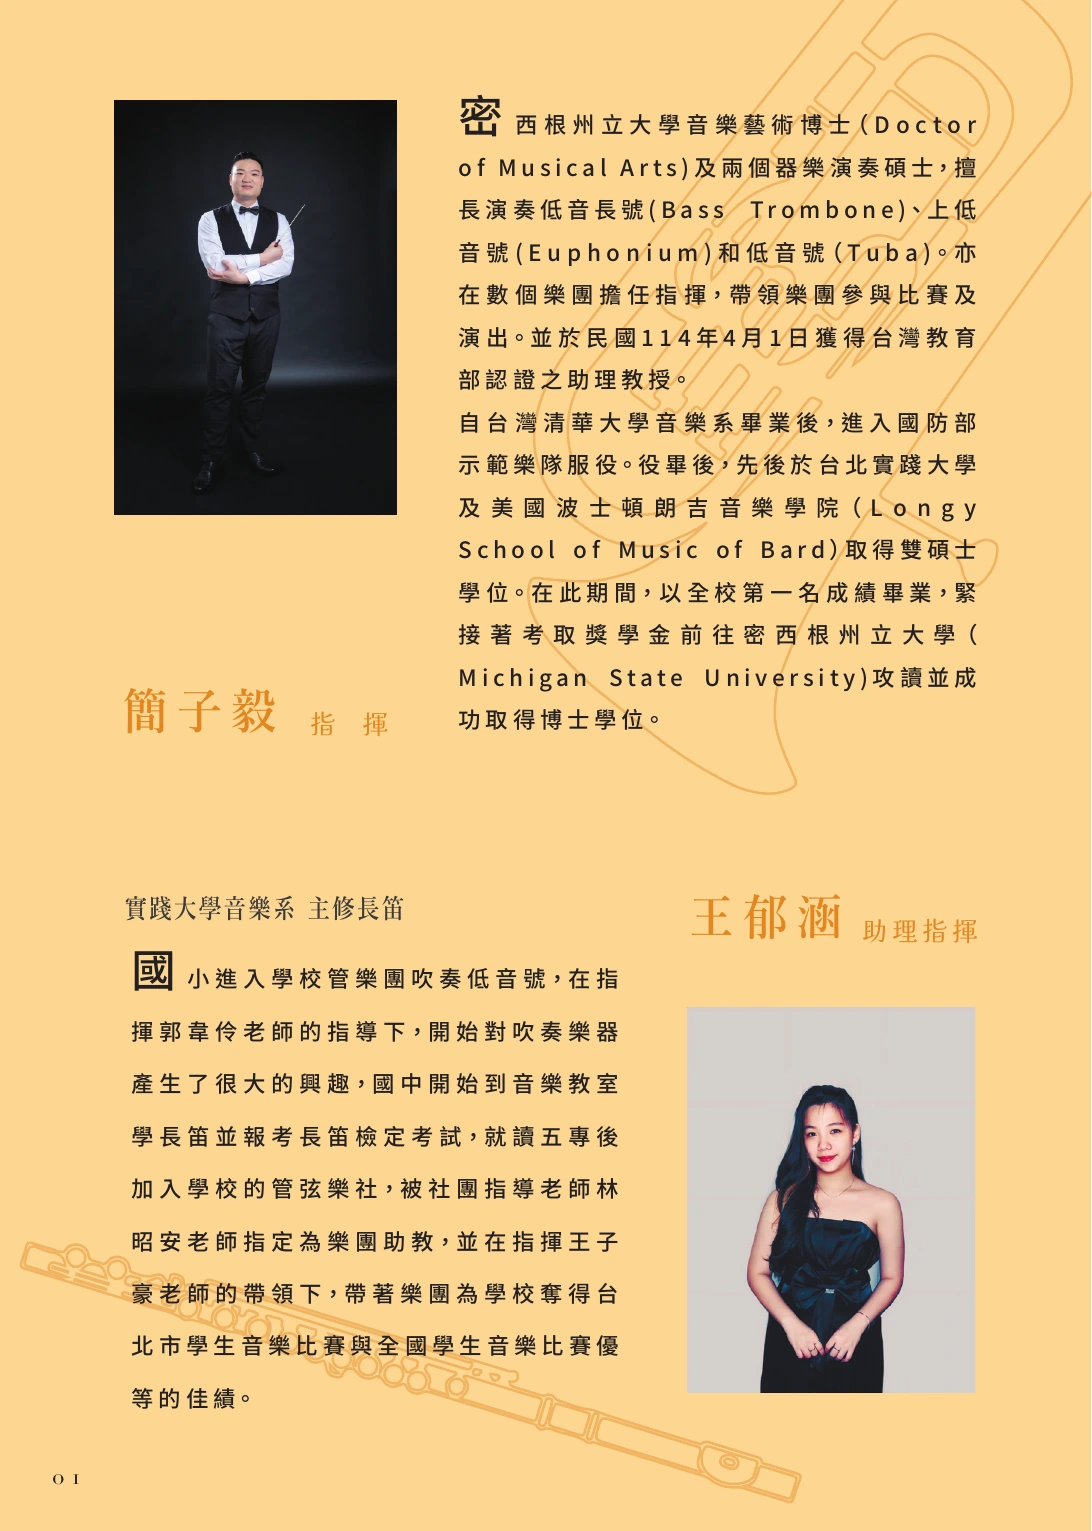 密西根州立大學音樂藝術博士(Doctor
of Musical Arts)及兩個器樂演奏碩士，擅
長演奏低音長號(Bass Trombone)、上低
音號(Euphonium)和低音號(Tuba)。亦
在數個樂團擔任指揮，帶領樂團參與比賽及
演出。並於民國114年4月1日獲得台灣教育
部認證之助理教授。
自台灣清華大學音樂系畢業後，進入國防部
示範樂隊服役。役畢後，先後於台北實踐大學
及美國波士頓朗吉音樂學院(Longy
School of Music of Bard)取得雙碩士
學位。在此期間，以全校第一名成績畢業，緊
接著考取獎學金前往密西根州立大學(
Michigan State University)攻讀並成
功取得博士學位。
簡子毅 指 揮
實踐大學音樂系 主修長笛
國小進入學校管樂團吹奏低音號，在指
揮郭韋伶老師的指導下，開始對吹奏樂器
產生了很大的興趣，國中開始到音樂教室
學長笛並報考長笛檢定考試，就讀五專後
加入學校的管弦樂社，被社團指導老師林
昭安老師指定為樂團助教，並在指揮王子
豪老師的帶領下，帶著樂團為學校奪得台
北市學生音樂比賽與全國學生音樂比賽優
等的佳績。
王郁涵 助理指揮
01